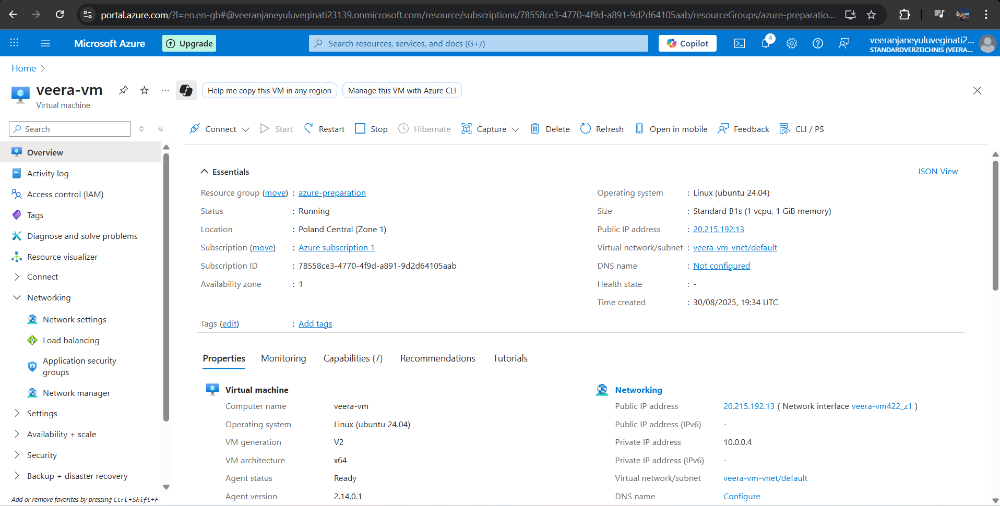 portal.azure.com/?l=en.en-gb#@veeranjaneyuluveginati23139.onmicrosoft.com/resource/subscriptions/78558ce3-4770-4f9d-a891-9d2d64105aab/resourceGroups/azure-preparatio...
Microsoft Azure
Upgrade
Search resources, services, and docs (G+/)
Copilot
4
veeranjaneyuluveginati2...
STANDARDVERZEICHNIS (VEERA...
Home
veera-vm
Virtual machine
...
Help me copy this VM in any region
Manage this VM with Azure CLI
Search
Connect
Start
Restart
Stop
Hibernate
Capture
Delete
Refresh
Open in mobile
Feedback
CLI / PS
Overview
Activity log
Access control (IAM)
Tags
Diagnose and solve problems
Resource visualizer
Connect
Networking
Network settings
Load balancing
Application security
groups
Network manager
Settings
Availability + scale
Security
Backup + disaster recovery
Add or remove favorites by pressing Ctrl+Shift+F
Essentials
JSON View
Resource group (move) : azure-preparation
Status : Running
Location : Poland Central (Zone 1)
Subscription (move) : Azure subscription 1
Subscription ID : 78558ce3-4770-4f9d-a891-9d2d64105aab
Availability zone : 1
Operating system : Linux (ubuntu 24.04)
Size : Standard B1s (1 vcpu, 1 GiB memory)
Public IP address : 20.215.192.13
Virtual network/subnet : veera-vm-vnet/default
DNS name : Not configured
Health state : -
Time created : 30/08/2025, 19:34 UTC
Tags (edit) : Add tags
Properties
Monitoring
Capabilities (7)
Recommendations
Tutorials
Virtual machine
Computer name veera-vm
Operating system Linux (ubuntu 24.04)
VM generation V2
VM architecture x64
Agent status Ready
Agent version 2.14.0.1
Networking
Public IP address 20.215.192.13 ( Network interface veera-vm422_z1 )
Public IP address (IPv6) -
Private IP address 10.0.0.4
Private IP address (IPv6) -
Virtual network/subnet veera-vm-vnet/default
DNS name Configure